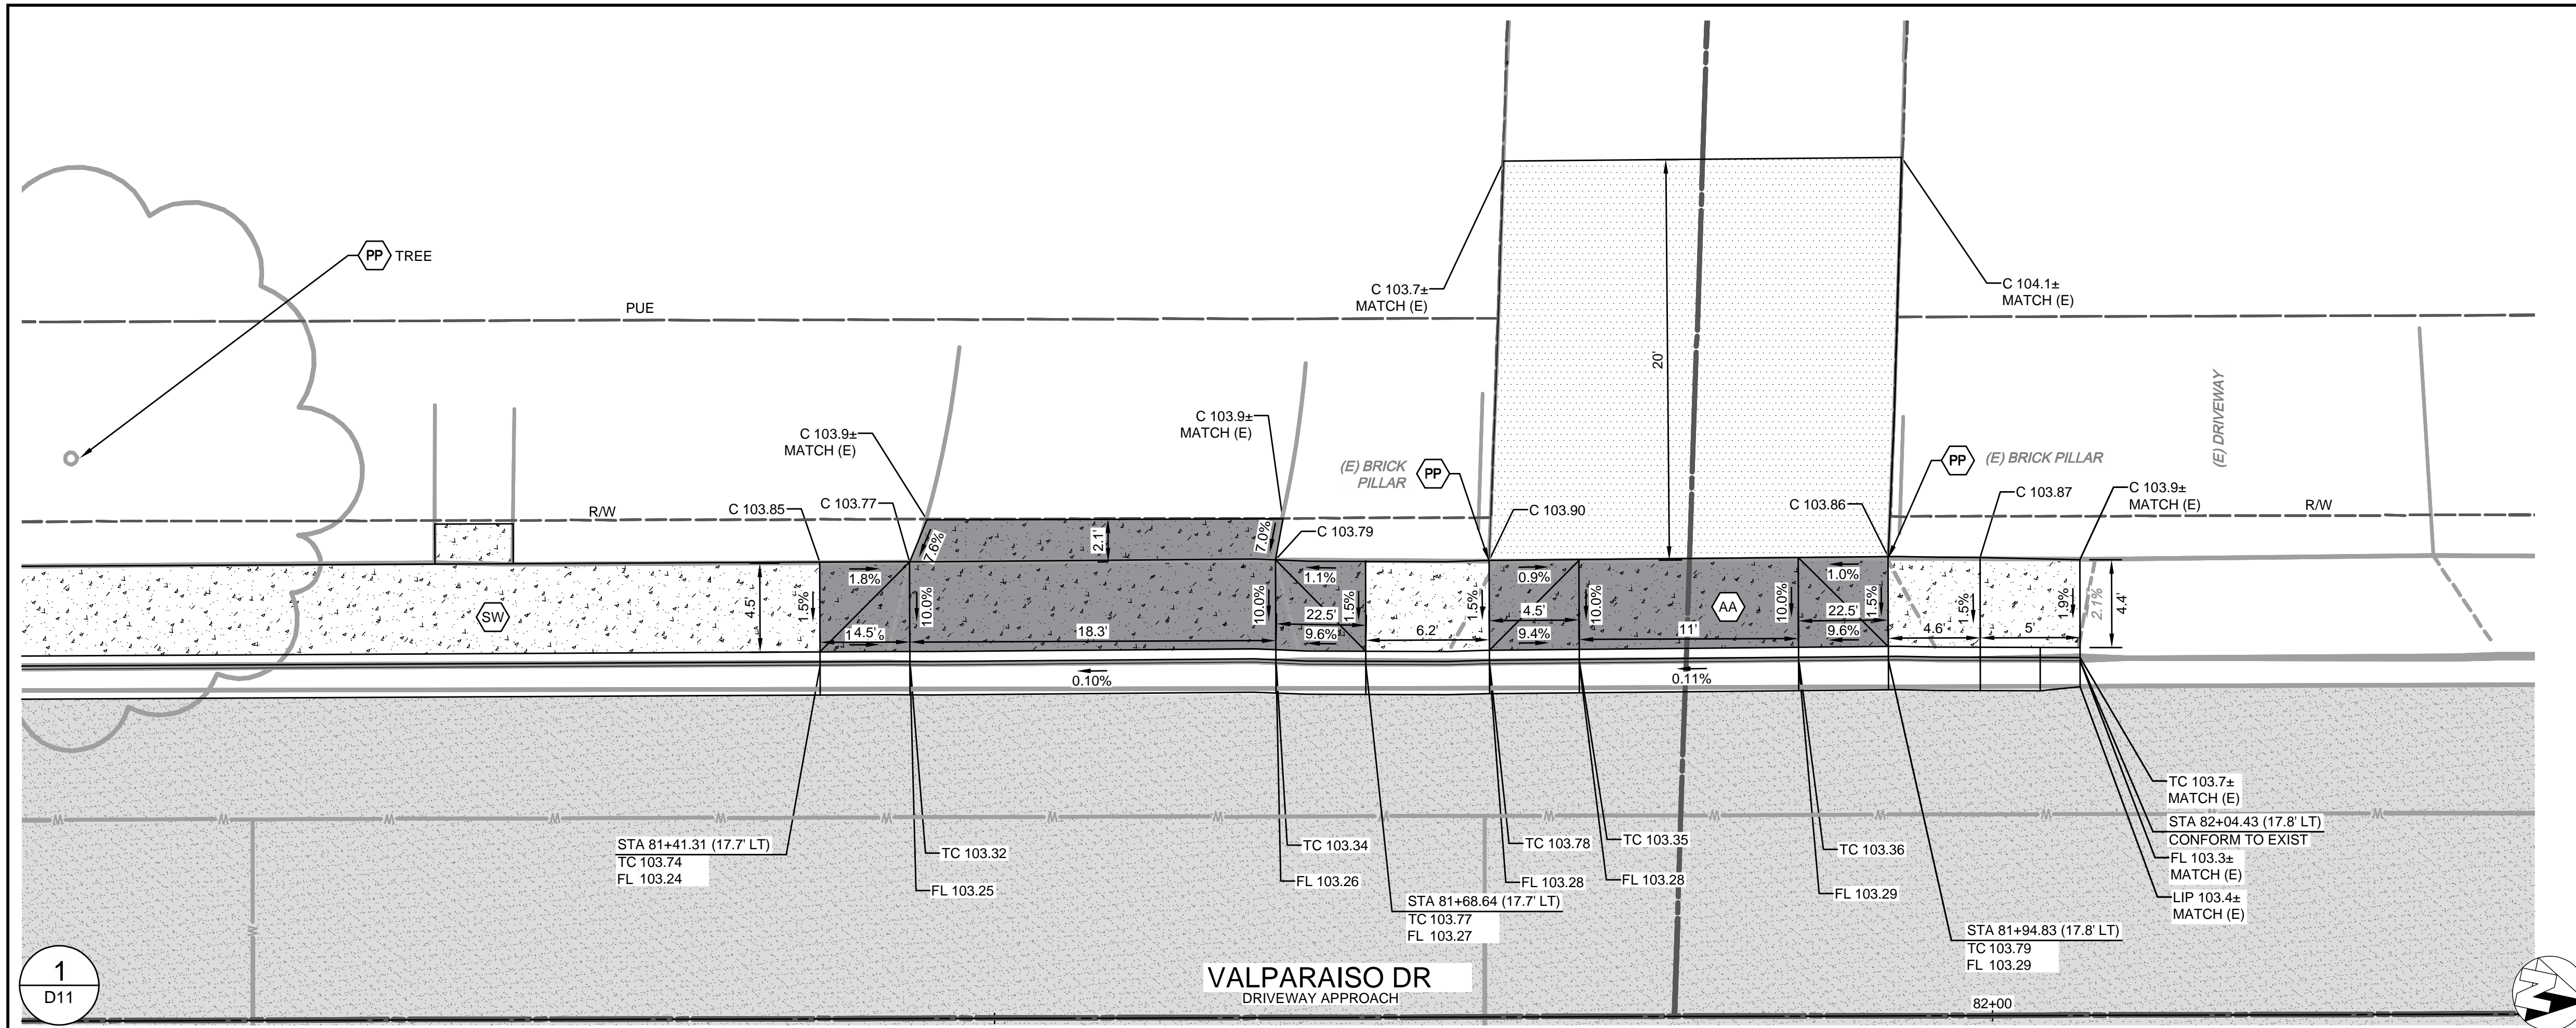 PP TREE
PUE
C 103.7±
MATCH (E)
C 104.1±
MATCH (E)
20'
(E) DRIVEWAY
C 103.9±
MATCH (E)
C 103.9±
MATCH (E)
(E) BRICK
PILLAR
PP
PP (E) BRICK PILLAR
R/W
C 103.85
C 103.77
C 103.79
C 103.90
C 103.86
C 103.87
C 103.9±
MATCH (E)
R/W
7.6%
2.1'
7.0%
SW
4.5'
1.5%
1.8%
4.5'
10.0%
18.3'
10.0%
1.1%
22.5'
9.6%
1.5%
6.2'
1.5%
0.9%
4.5'
9.4%
10.0%
11'
AA
10.0%
1.0%
22.5'
9.6%
1.5%
4.6'
1.5%
5'
1.9%
2.1%
4.4'
0.10%
0.11%
W W W W W W W W W W W W W W W
STA 81+41.31 (17.7' LT)
TC 103.74
FL 103.24
TC 103.32
FL 103.25
TC 103.34
FL 103.26
STA 81+68.64 (17.7' LT)
TC 103.77
FL 103.27
TC 103.78
FL 103.28
TC 103.35
FL 103.28
TC 103.36
FL 103.29
STA 81+94.83 (17.8' LT)
TC 103.79
FL 103.29
TC 103.7±
MATCH (E)
STA 82+04.43 (17.8' LT)
CONFORM TO EXIST
FL 103.3±
MATCH (E)
LIP 103.4±
MATCH (E)
1
D11
VALPARAISO DR
DRIVEWAY APPROACH
82+00